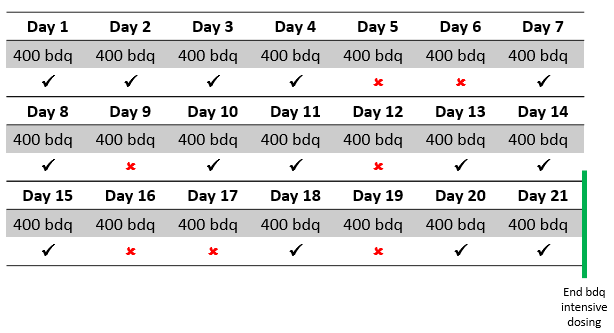 Day 1 Day 2 Day 3 Day 4 Day 5 Day 6 Day 7
400 bdq 400 bdq 400 bdq 400 bdq 400 bdq 400 bdq 400 bdq
✓ ✓ ✓ ✓ ✗ ✗ ✓
Day 8 Day 9 Day 10 Day 11 Day 12 Day 13 Day 14
400 bdq 400 bdq 400 bdq 400 bdq 400 bdq 400 bdq 400 bdq
✓ ✗ ✓ ✓ ✗ ✓ ✓
Day 15 Day 16 Day 17 Day 18 Day 19 Day 20 Day 21
400 bdq 400 bdq 400 bdq 400 bdq 400 bdq 400 bdq 400 bdq
✓ ✗ ✗ ✓ ✗ ✓ ✓
End bdq
intensive
dosing